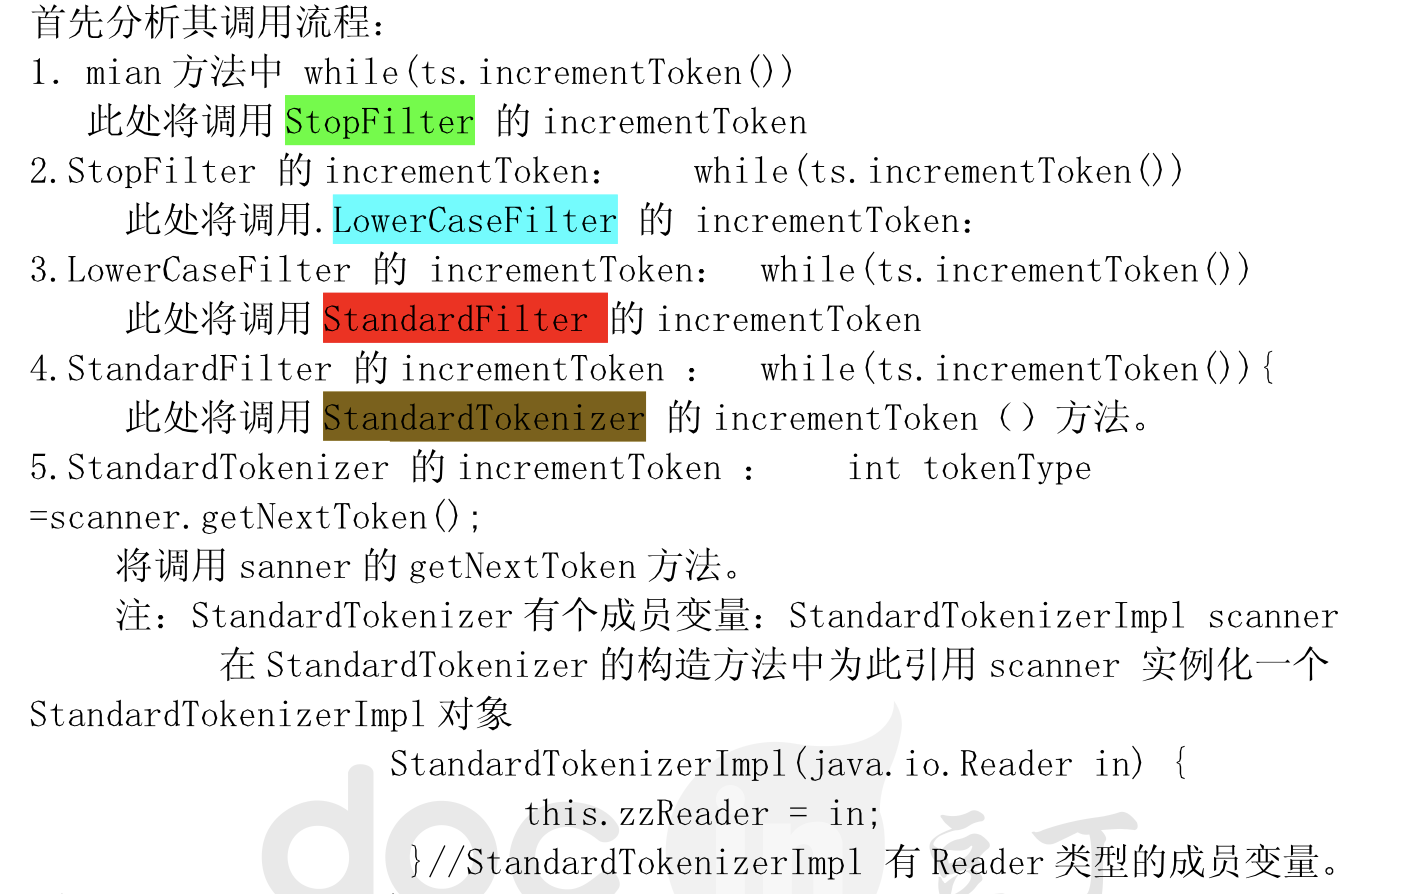 首先分析其调用流程：
1. mian 方法中 while(ts.incrementToken())
此处将调用 StopFilter 的 incrementToken
2.StopFilter 的 incrementToken： while(ts.incrementToken())
此处将调用.LowerCaseFilter 的 incrementToken：
3.LowerCaseFilter 的 incrementToken： while(ts.incrementToken())
此处将调用 StandardFilter 的 incrementToken
4.StandardFilter 的 incrementToken ： while(ts.incrementToken()){
此处将调用 StandardTokenizer 的 incrementToken（）方法。
5.StandardTokenizer 的 incrementToken ： int tokenType
=scanner.getNextToken();
将调用 sanner 的 getNextToken 方法。
注：StandardTokenizer 有个成员变量：StandardTokenizerImpl scanner
在 StandardTokenizer 的构造方法中为此引用 scanner 实例化一个
StandardTokenizerImpl 对象
StandardTokenizerImpl(java.io.Reader in) {
this.zzReader = in;
}//StandardTokenizerImpl 有 Reader 类型的成员变量。
docin 豆丁